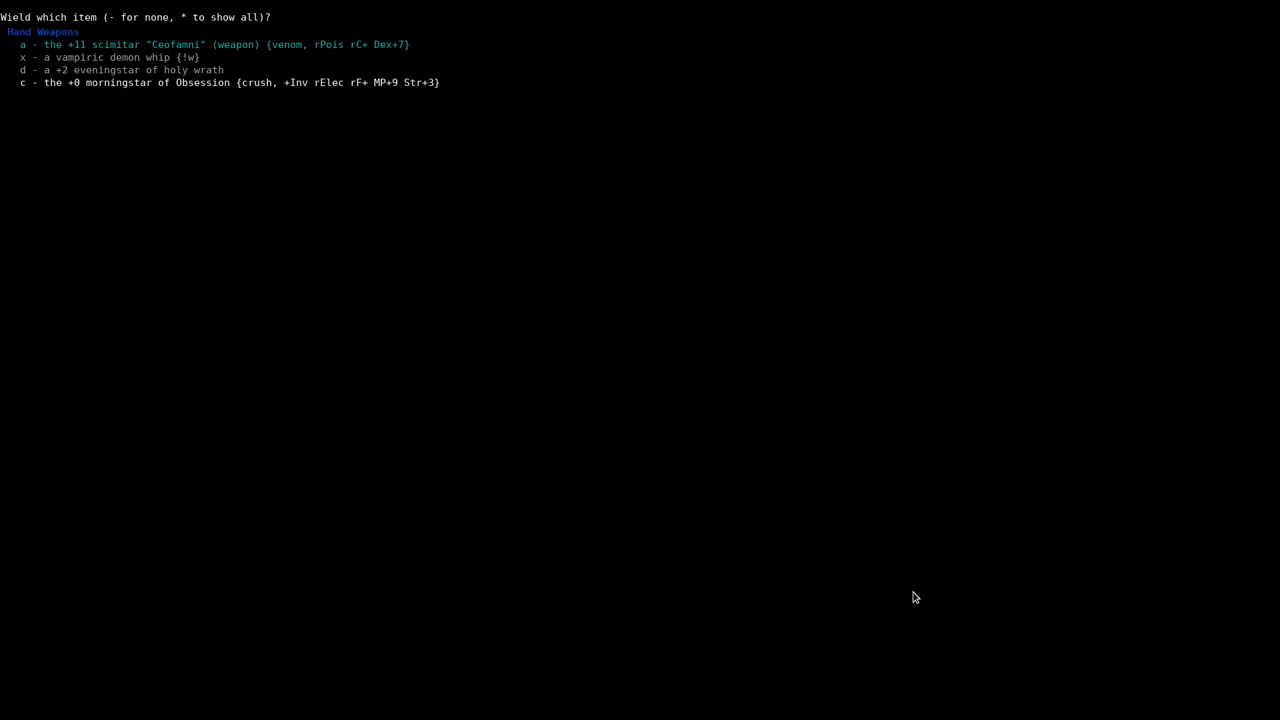 Wield which item (- for none, * to show all)?
Hand Weapons
a - the +11 scimitar "Ceofamni" (weapon) {venom, rPois rC+ Dex+7}
x - a vampiric demon whip {!w}
d - a +2 eveningstar of holy wrath
c - the +0 morningstar of Obsession {crush, +Inv rElec rF+ MP+9 Str+3}